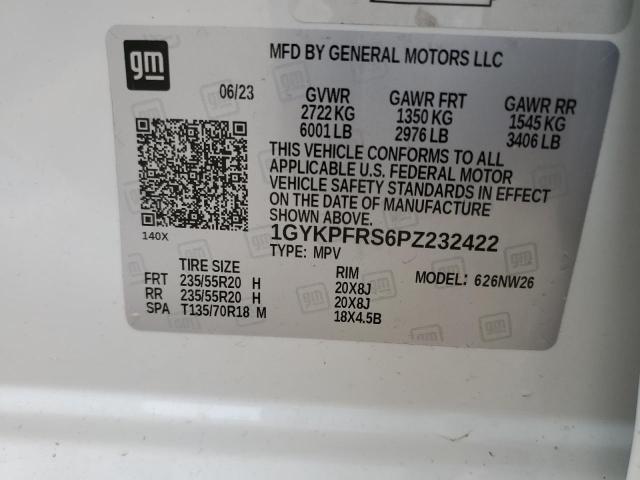 gm
MFD BY GENERAL MOTORS LLC
06/23
GVWR GAWR FRT GAWR RR
2722 KG 1350 KG 1545 KG
6001 LB 2976 LB 3406 LB
THIS VEHICLE CONFORMS TO ALL
APPLICABLE U.S. FEDERAL MOTOR
VEHICLE SAFETY STANDARDS IN EFFECT
ON THE DATE OF MANUFACTURE
SHOWN ABOVE.
140X
1GYKPFRS6PZ232422
TYPE: MPV
TIRE SIZE RIM MODEL: 626NW26
FRT 235/55R20 H 20X8J
RR 235/55R20 H 20X8J
SPA T135/70R18 M 18X4.5B